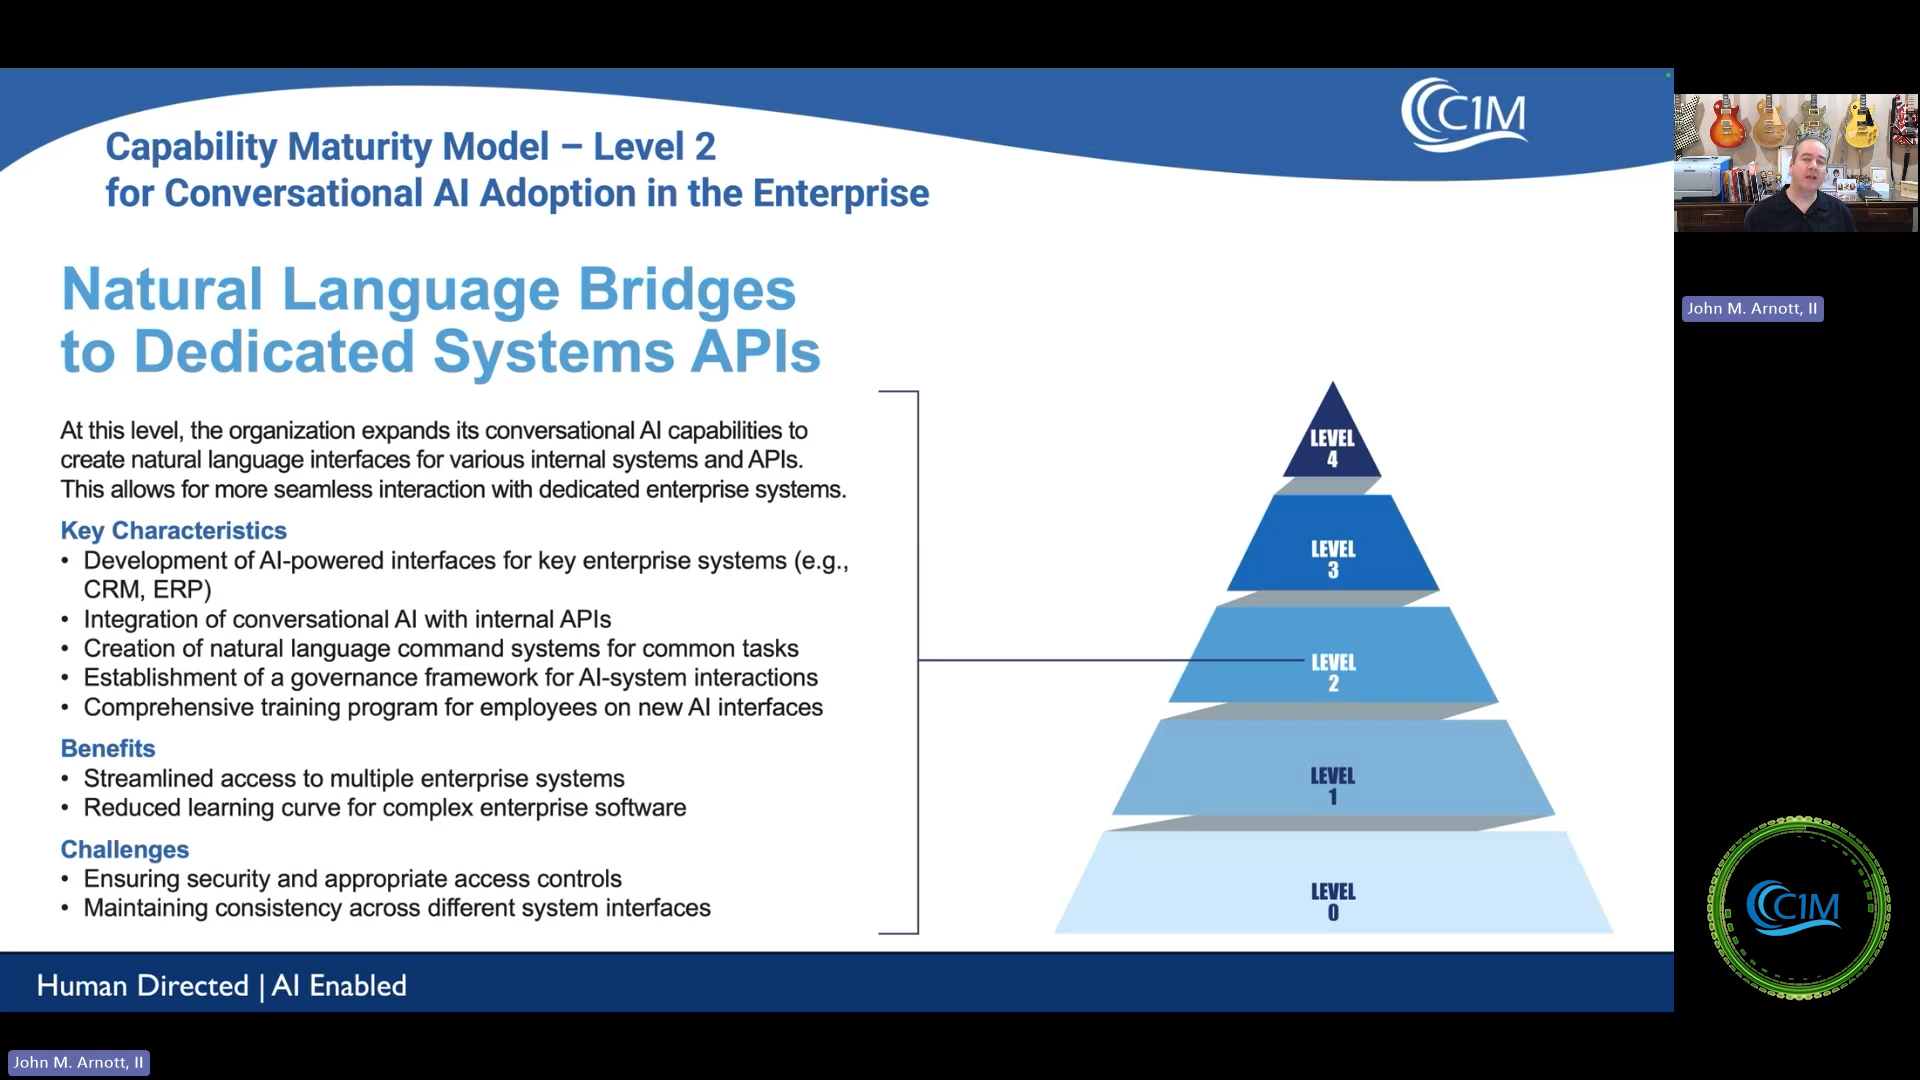 C1M
Capability Maturity Model – Level 2
for Conversational AI Adoption in the Enterprise
Natural Language Bridges
to Dedicated Systems APIs
At this level, the organization expands its conversational AI capabilities to
create natural language interfaces for various internal systems and APIs.
This allows for more seamless interaction with dedicated enterprise systems.
Key Characteristics
• Development of AI-powered interfaces for key enterprise systems (e.g.,
CRM, ERP)
• Integration of conversational AI with internal APIs
• Creation of natural language command systems for common tasks
• Establishment of a governance framework for AI-system interactions
• Comprehensive training program for employees on new AI interfaces
Benefits
• Streamlined access to multiple enterprise systems
• Reduced learning curve for complex enterprise software
Challenges
• Ensuring security and appropriate access controls
• Maintaining consistency across different system interfaces
LEVEL
4
LEVEL
3
LEVEL
2
LEVEL
1
LEVEL
0
Human Directed | AI Enabled
John M. Arnott, II
C1M
John M. Arnott, II